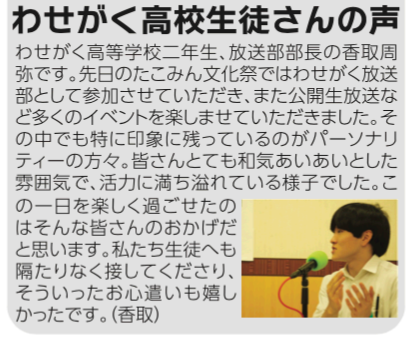 わせがく高校生徒さんの声
わせがく高等学校二年生、放送部部長の香取周
弥です。先日のたこみん文化祭ではわせがく放送
部として参加させていただき、また公開生放送な
ど多くのイベントを楽しませていただきました。そ
の中でも特に印象に残っているのがパーソナリ
ティーの方々。皆さんとても和気あいあいとした
雰囲気で、活力に満ち溢れている様子でした。こ
の一日を楽しく過ごせたの
はそんな皆さんのおかげだ
と思います。私たち生徒へも
隔たりなく接してくださり、
そういったお心遣いも嬉し
かったです。(香取)